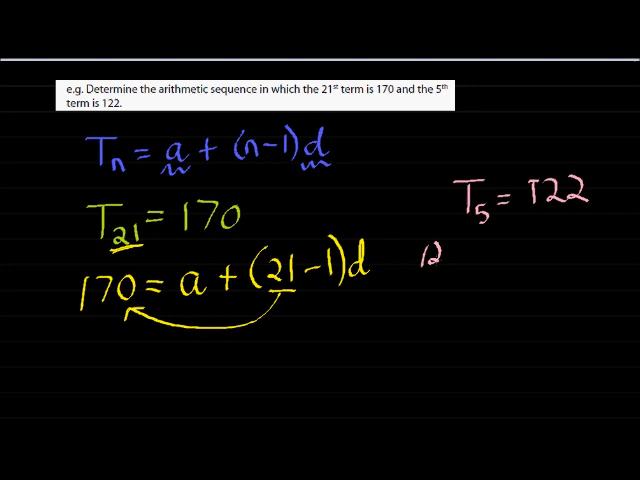 e.g. Determine the arithmetic sequence in which the 21st term is 170 and the 5th
term is 122.
Tn = a + (n-1)d
T21 = 170
T5 = 122
170 = a + (21-1)d
12